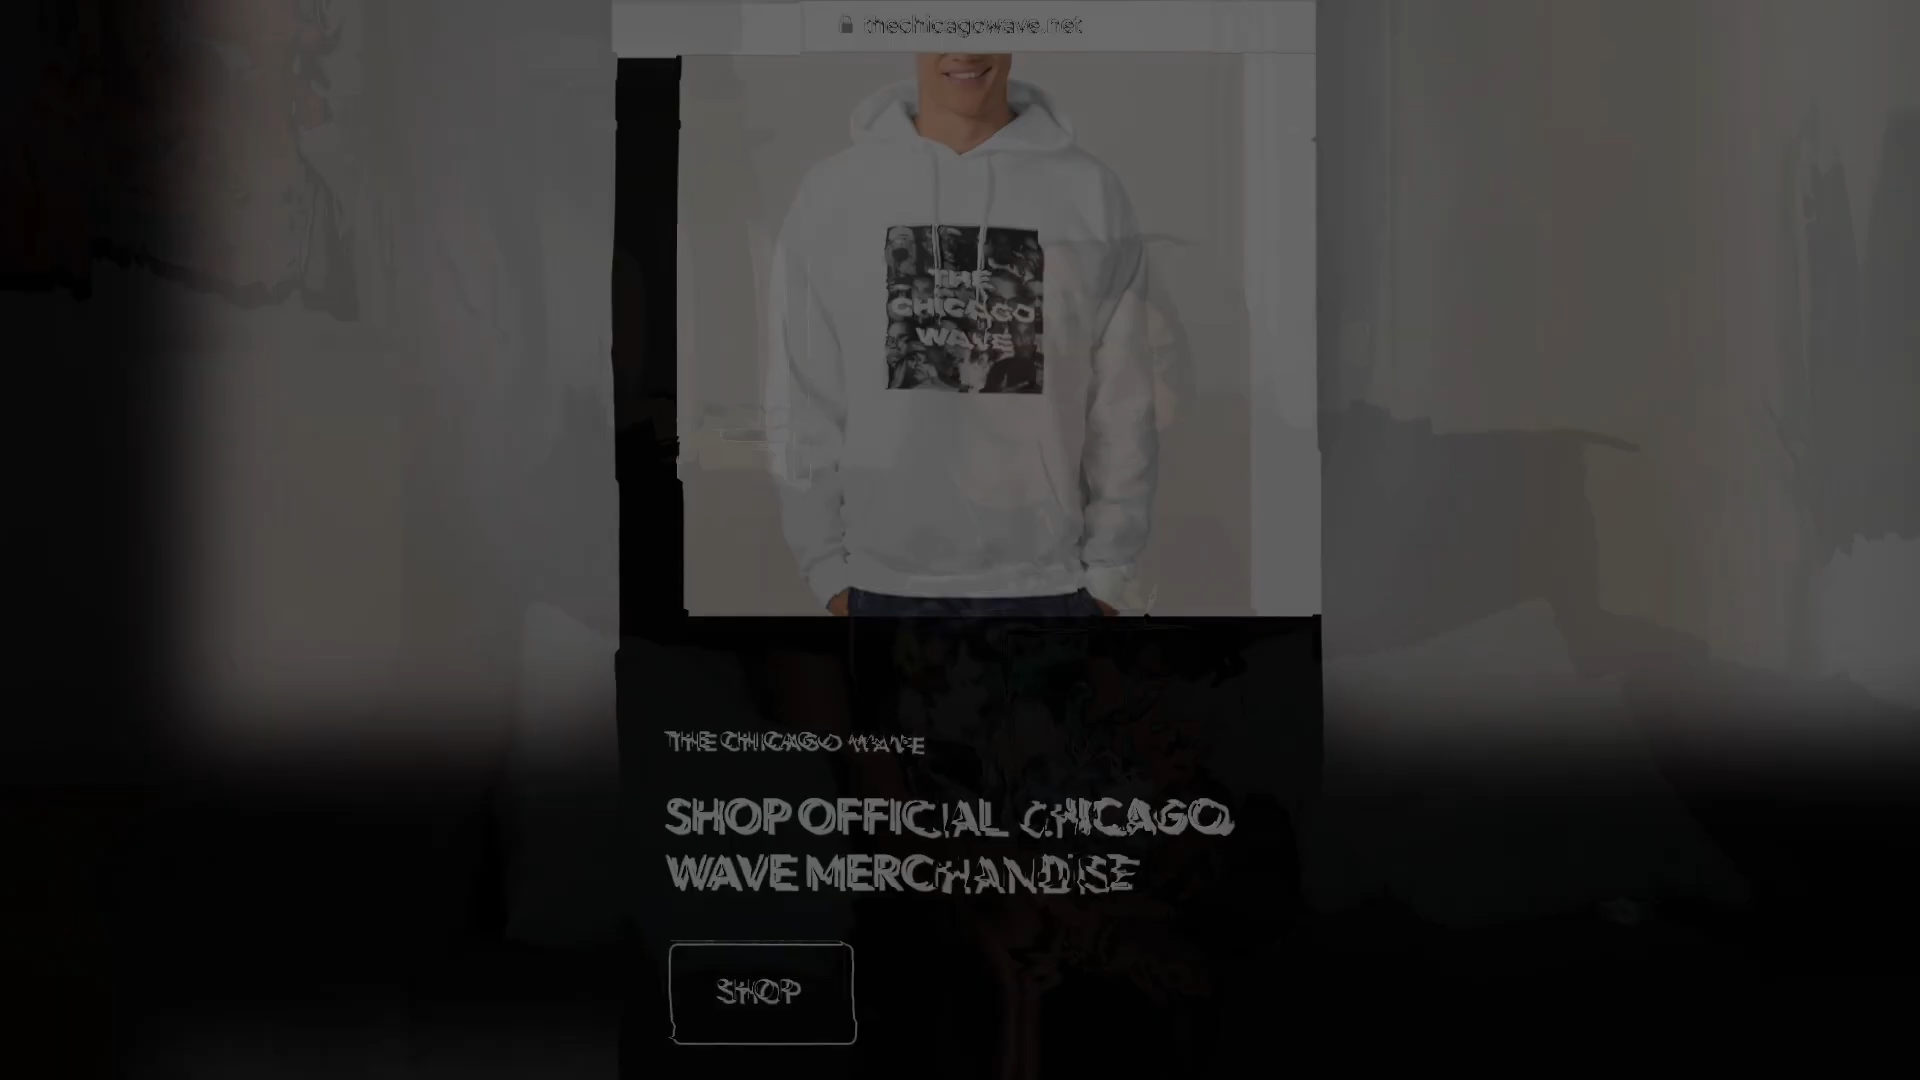 thechicagowave.net
THE
CHICAGO
WAVE
THE CHICAGO WAVE
SHOP OFFICIAL CHICAGO
WAVE MERCHANDISE
SHOP